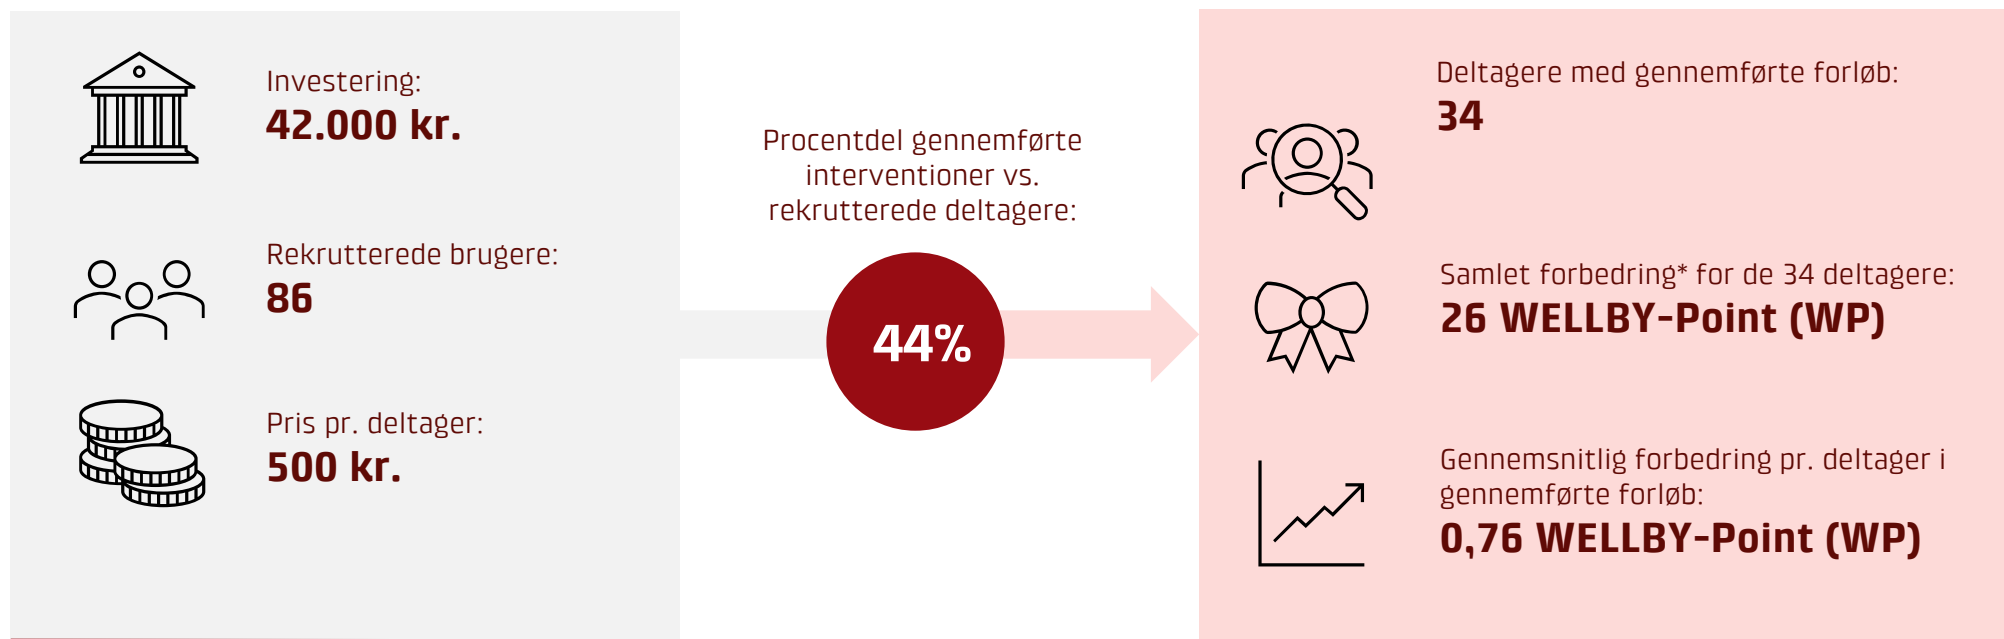 Investering:
42.000 kr.
Rekrutterede brugere:
86
Pris pr. deltager:
500 kr.
Procentdel gennemførte
interventioner vs.
rekrutterede deltagere:
44%
Deltagere med gennemførte forløb:
34
Samlet forbedring* for de 34 deltagere:
26 WELLBY-Point (WP)
Gennemsnitlig forbedring pr. deltager i
gennemførte forløb:
0,76 WELLBY-Point (WP)